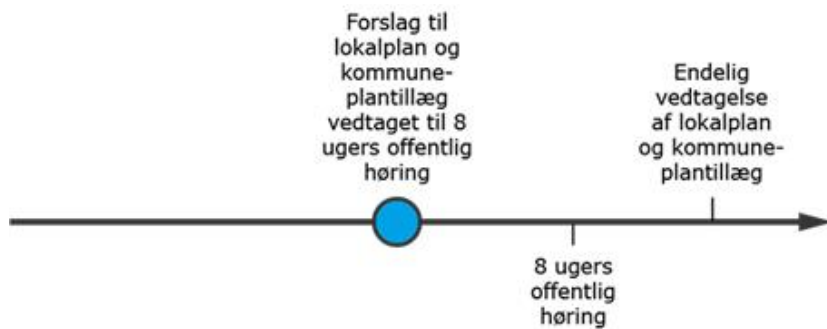 Forslag til
lokalplan og
kommune-
plantillæg
vedtaget til 8
ugers offentlig
høring
8 ugers
offentlig
høring
Endelig
vedtagelse
af lokalplan
og kommune-
plantillæg